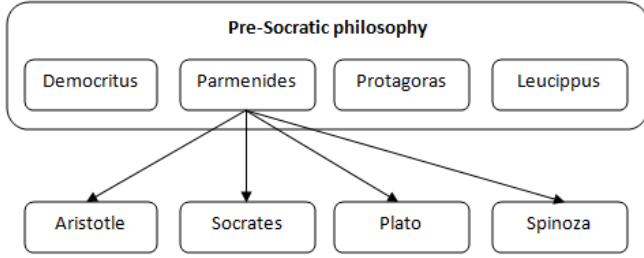 Pre-Socratic philosophy
Democritus
Parmenides
Protagoras
Leucippus
Aristotle
Socrates
Plato
Spinoza